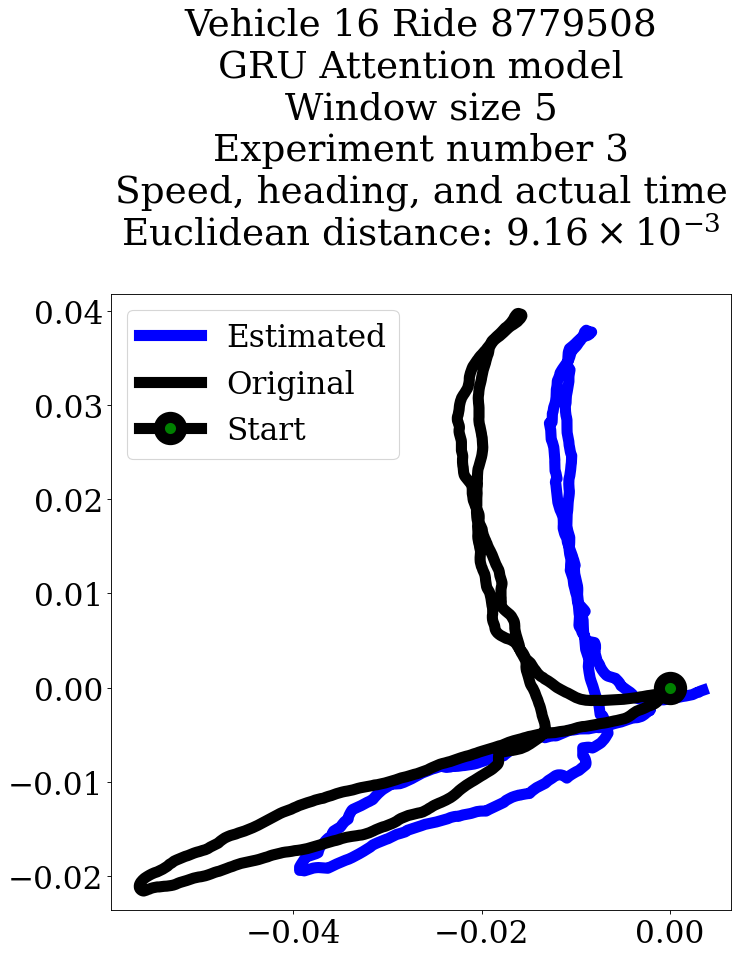 Vehicle 16 Ride 8779508
GRU Attention model
Window size 5
Experiment number 3
Speed, heading, and actual time
Euclidean distance: 9.16 × 10⁻³
Estimated
Original
Start
0.04
0.03
0.02
0.01
0.00
−0.01
−0.02
−0.04
−0.02
0.00